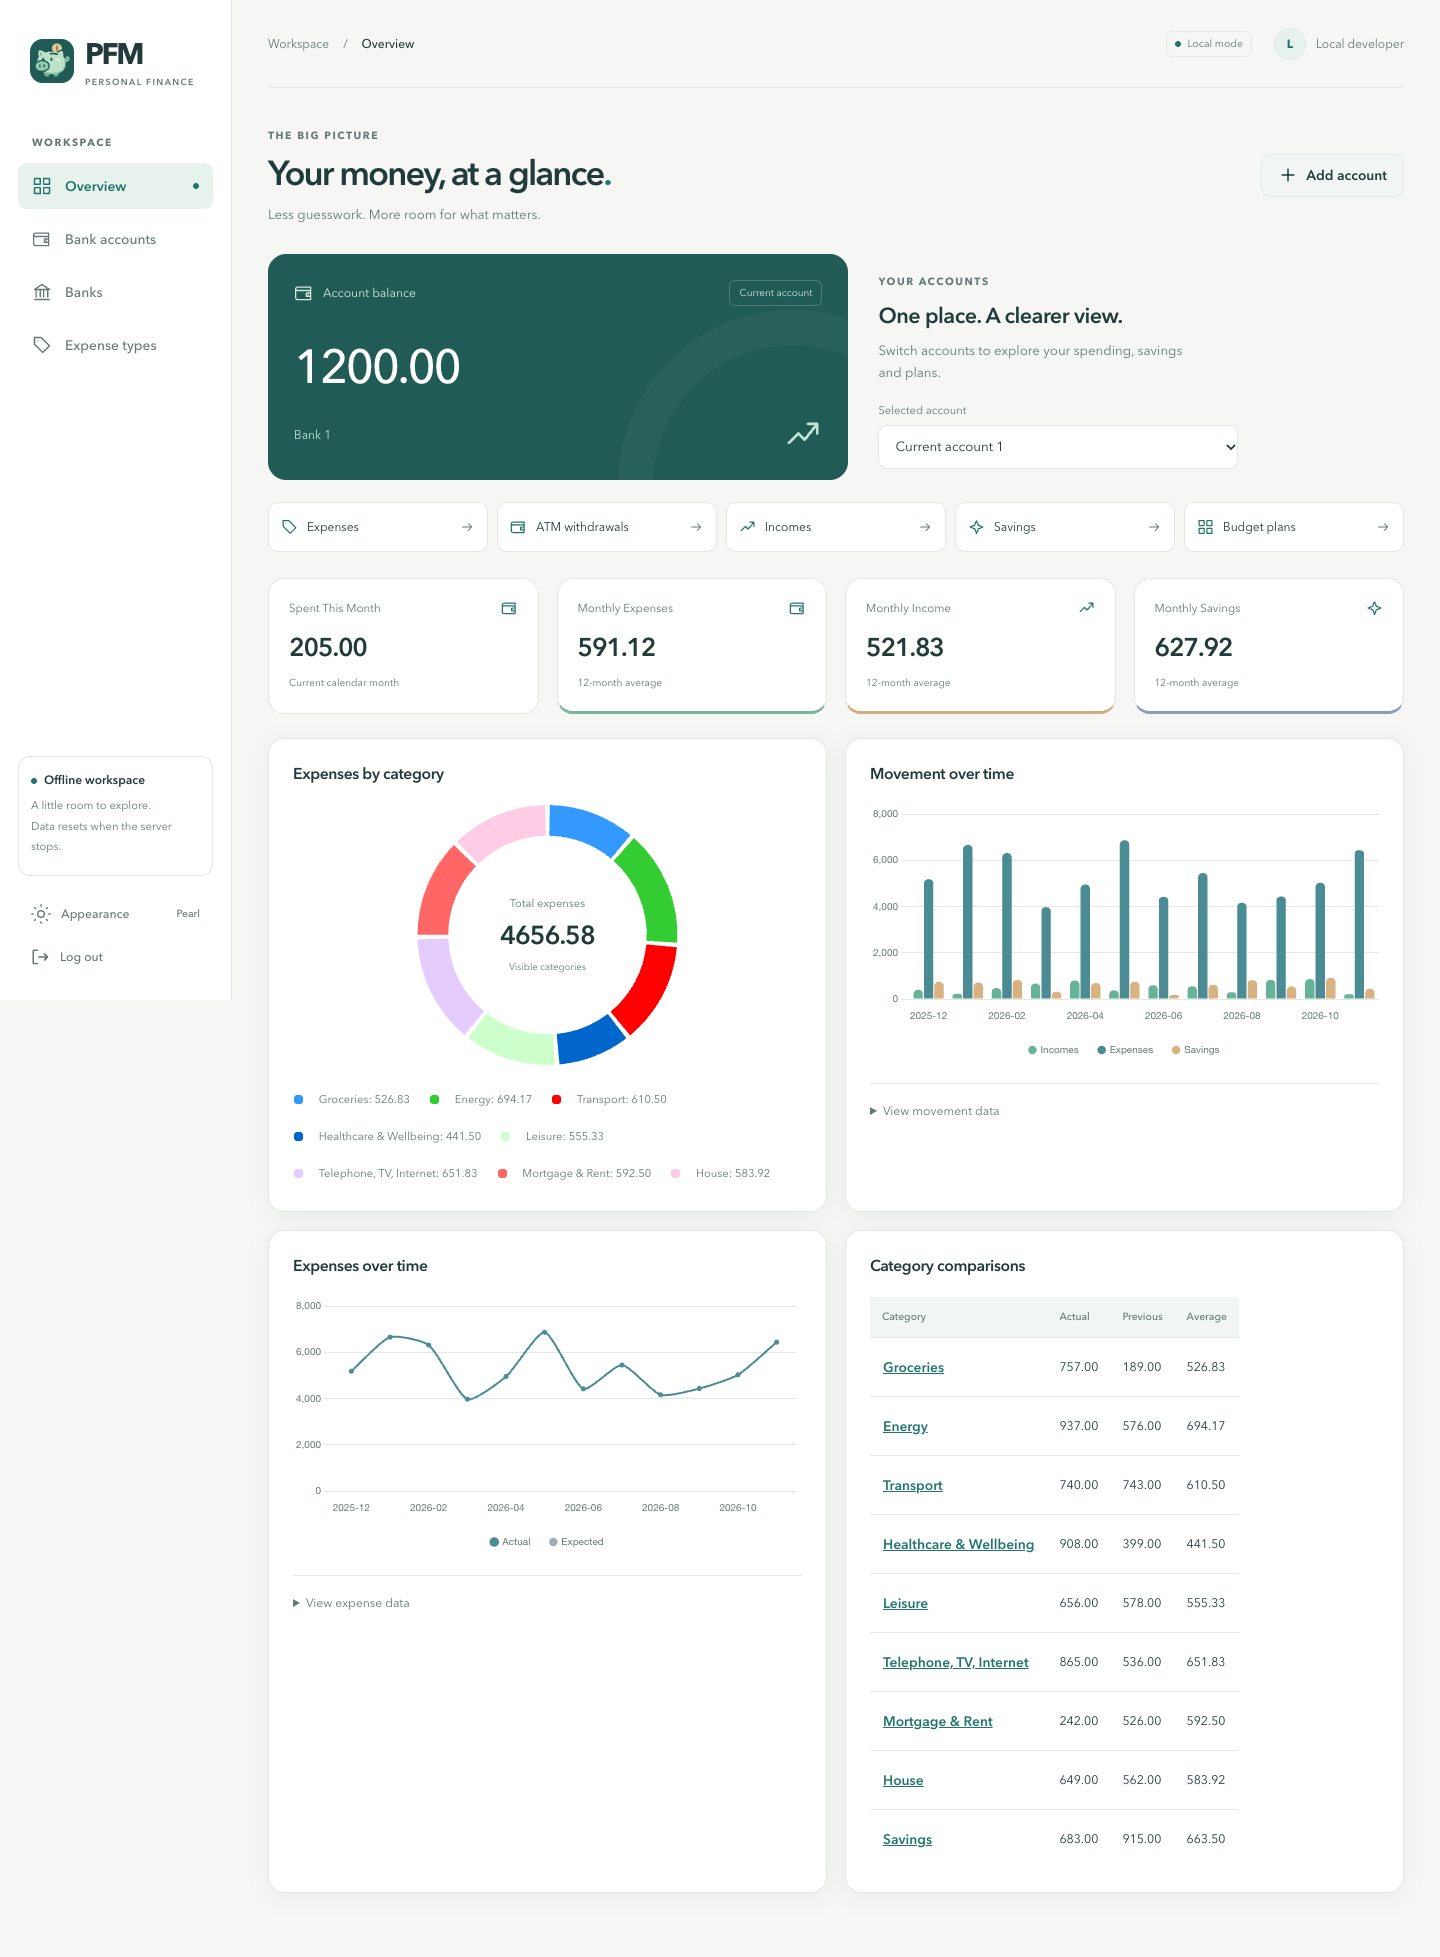 PFM
PERSONAL FINANCE
WORKSPACE
Overview
Bank accounts
Banks
Expense types
Offline workspace
A little room to explore.
Data resets when the server
stops.
Appearance Pearl
Log out
Workspace / Overview
Local mode
L Local developer
THE BIG PICTURE
Your money, at a glance.
Less guesswork. More room for what matters.
Add account
Account balance
Current account
1200.00
Bank 1
YOUR ACCOUNTS
One place. A clearer view.
Switch accounts to explore your spending, savings
and plans.
Selected account
Current account 1
Expenses
ATM withdrawals
Incomes
Savings
Budget plans
Spent This Month
205.00
Current calendar month
Monthly Expenses
591.12
12-month average
Monthly Income
521.83
12-month average
Monthly Savings
627.92
12-month average
Expenses by category
Total expenses
4656.58
Visible categories
Groceries: 526.83 Energy: 694.17 Transport: 610.50
Healthcare & Wellbeing: 441.50 Leisure: 555.33
Telephone, TV, Internet: 651.83 Mortgage & Rent: 592.50 House: 583.92
Movement over time
8,000
6,000
4,000
2,000
0
2025-12 2026-02 2026-04 2026-06 2026-08 2026-10
Incomes Expenses Savings
View movement data
Expenses over time
8,000
6,000
4,000
2,000
0
2025-12 2026-02 2026-04 2026-06 2026-08 2026-10
Actual Expected
View expense data
Category comparisons
Category Actual Previous Average
Groceries 757.00 189.00 526.83
Energy 937.00 576.00 694.17
Transport 740.00 743.00 610.50
Healthcare & Wellbeing 908.00 399.00 441.50
Leisure 656.00 578.00 555.33
Telephone, TV, Internet 865.00 536.00 651.83
Mortgage & Rent 242.00 526.00 592.50
House 649.00 562.00 583.92
Savings 683.00 915.00 663.50